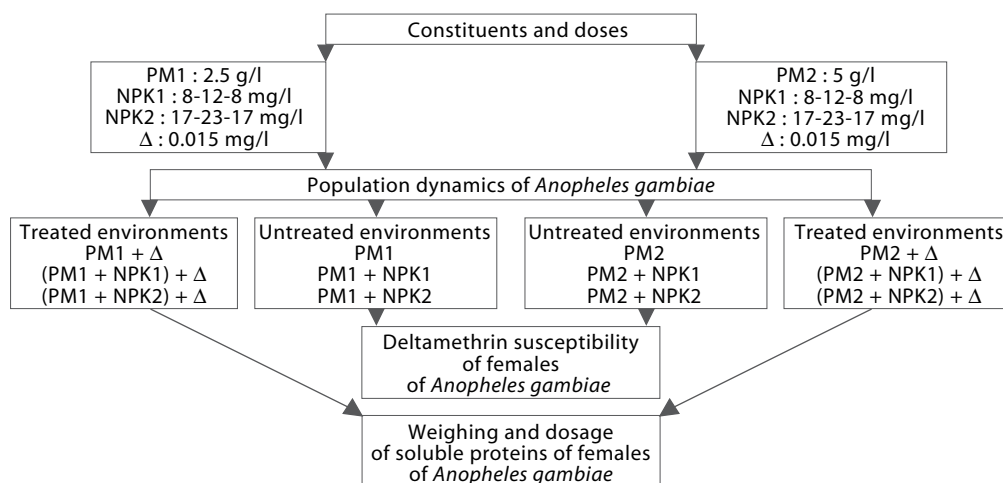 Constituents and doses
PM1 : 2.5 g/l
NPK1 : 8-12-8 mg/l
NPK2 : 17-23-17 mg/l
Δ : 0.015 mg/l
PM2 : 5 g/l
NPK1 : 8-12-8 mg/l
NPK2 : 17-23-17 mg/l
Δ : 0.015 mg/l
Population dynamics of Anopheles gambiae
Treated environments
PM1 + Δ
(PM1 + NPK1) + Δ
(PM1 + NPK2) + Δ
Untreated environments
PM1
PM1 + NPK1
PM1 + NPK2
Untreated environments
PM2
PM2 + NPK1
PM2 + NPK2
Treated environments
PM2 + Δ
(PM2 + NPK1) + Δ
(PM2 + NPK2) + Δ
Deltamethrin susceptibility
of females
of Anopheles gambiae
Weighing and dosage
of soluble proteins of females
of Anopheles gambiae